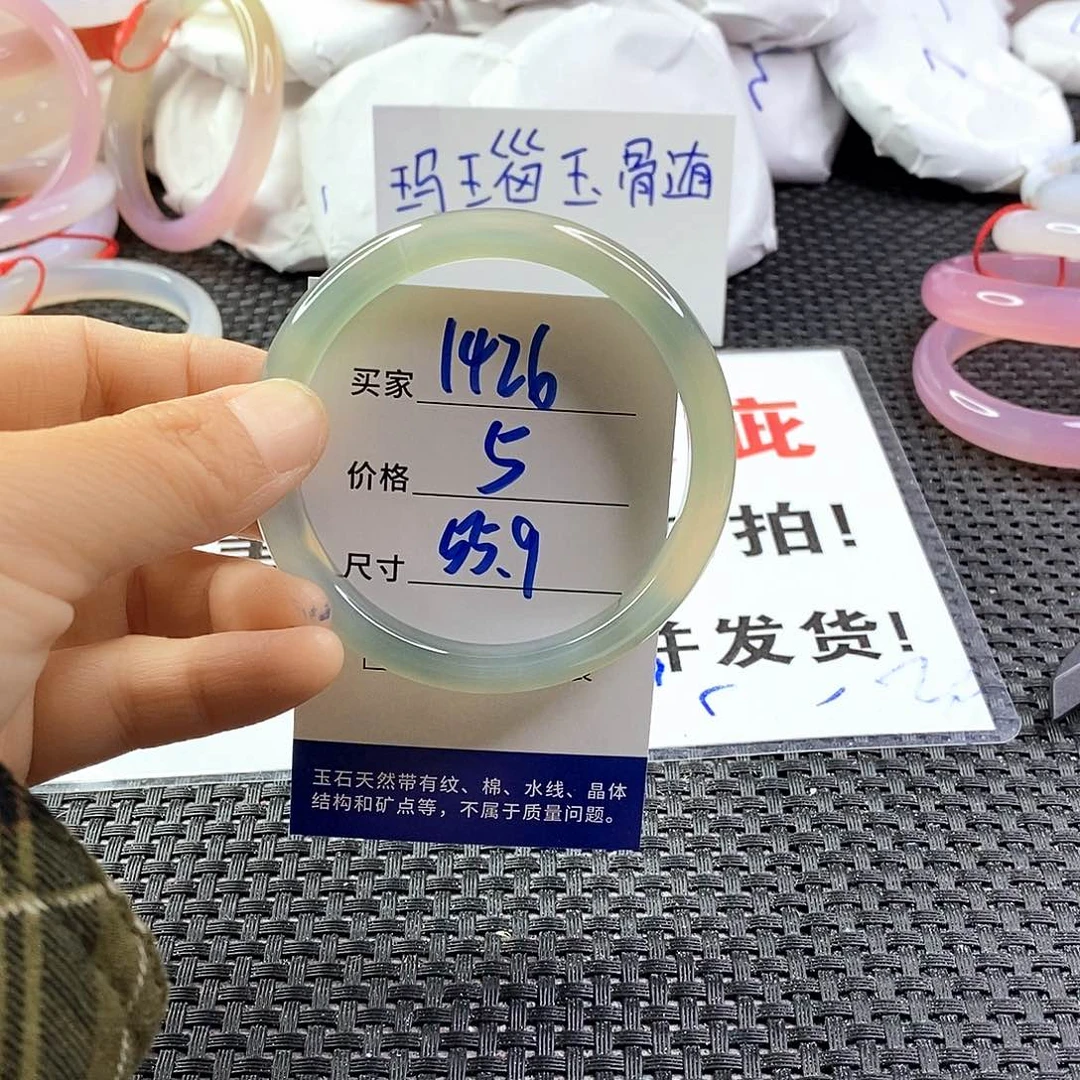 玛瑙玉骨髓
买家 1426
价格 5
尺寸 55.9
疵
拍!
并发货!
玉石天然带有纹、棉、水线、晶体
结构和矿点等，不属于质量问题。